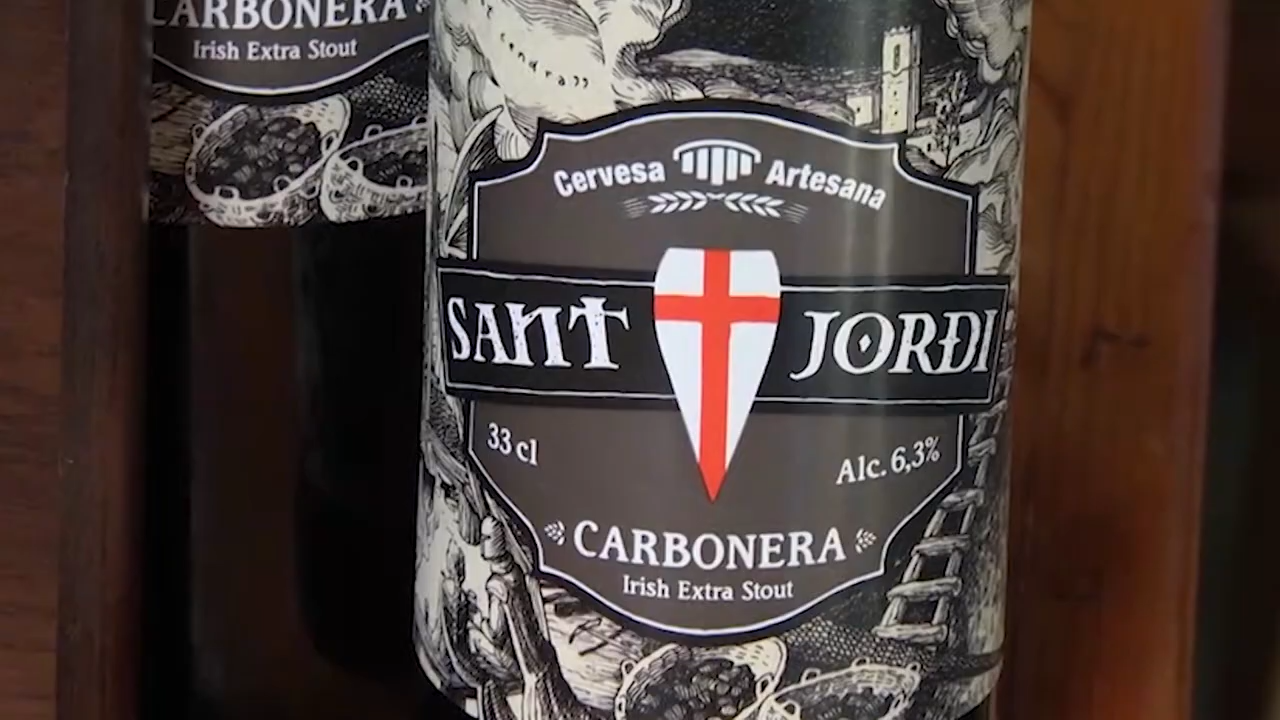 CARBONERA
Irish Extra Stout
Cervesa Artesana
SANT JORDI
33 cl
Alc. 6,3%
CARBONERA
Irish Extra Stout